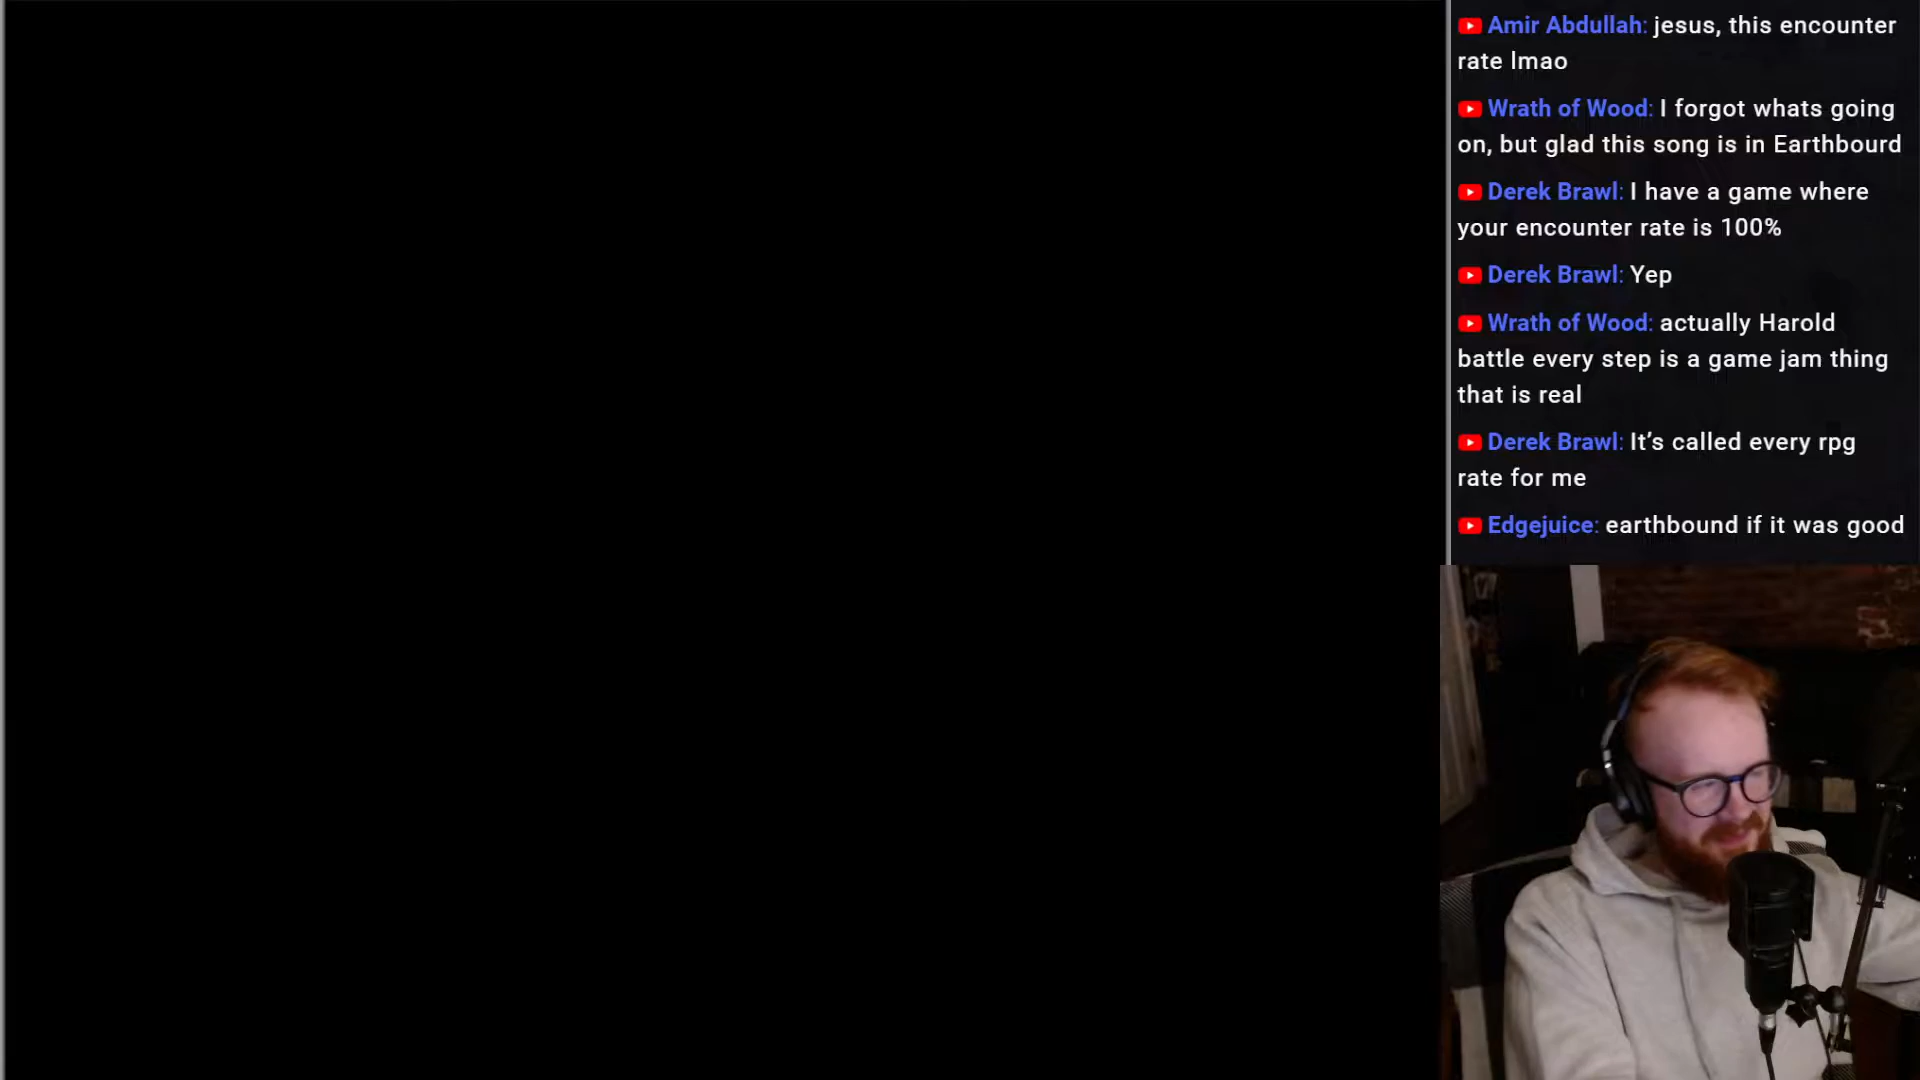 Amir Abdullah: jesus, this encounter
rate lmao
Wrath of Wood: I forgot whats going
on, but glad this song is in Earthbourd
Derek Brawl: I have a game where
your encounter rate is 100%
Derek Brawl: Yep
Wrath of Wood: actually Harold
battle every step is a game jam thing
that is real
Derek Brawl: It’s called every rpg
rate for me
Edgejuice: earthbound if it was good